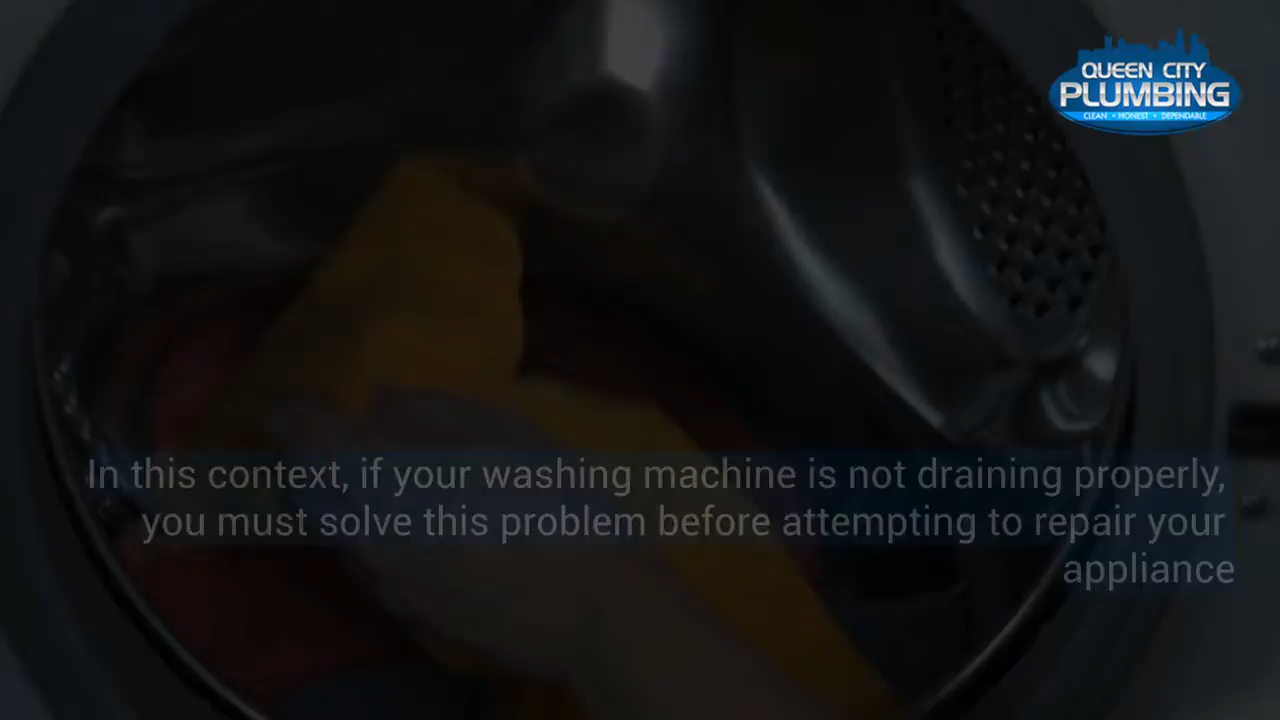 QUEEN CITY
PLUMBING
CLEAN • HONEST • DEPENDABLE
In this context, if your washing machine is not draining properly,
you must solve this problem before attempting to repair your
appliance